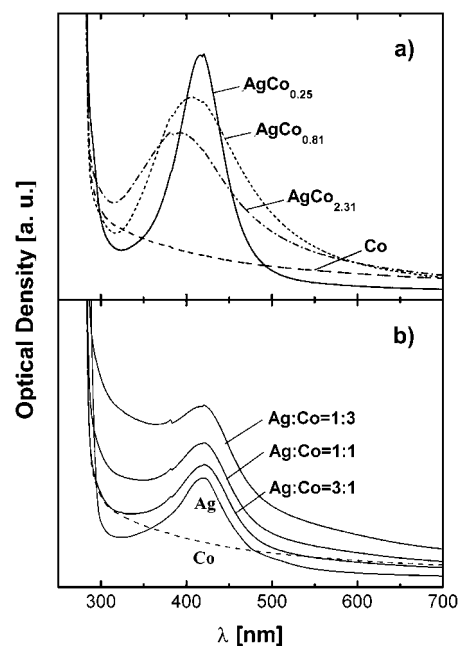 a)
AgCo0.25
AgCo0.81
AgCo2.31
Co
Optical Density [a. u.]
b)
Ag:Co=1:3
Ag:Co=1:1
Ag:Co=3:1
Ag
Co
300 400 500 600 700
λ [nm]